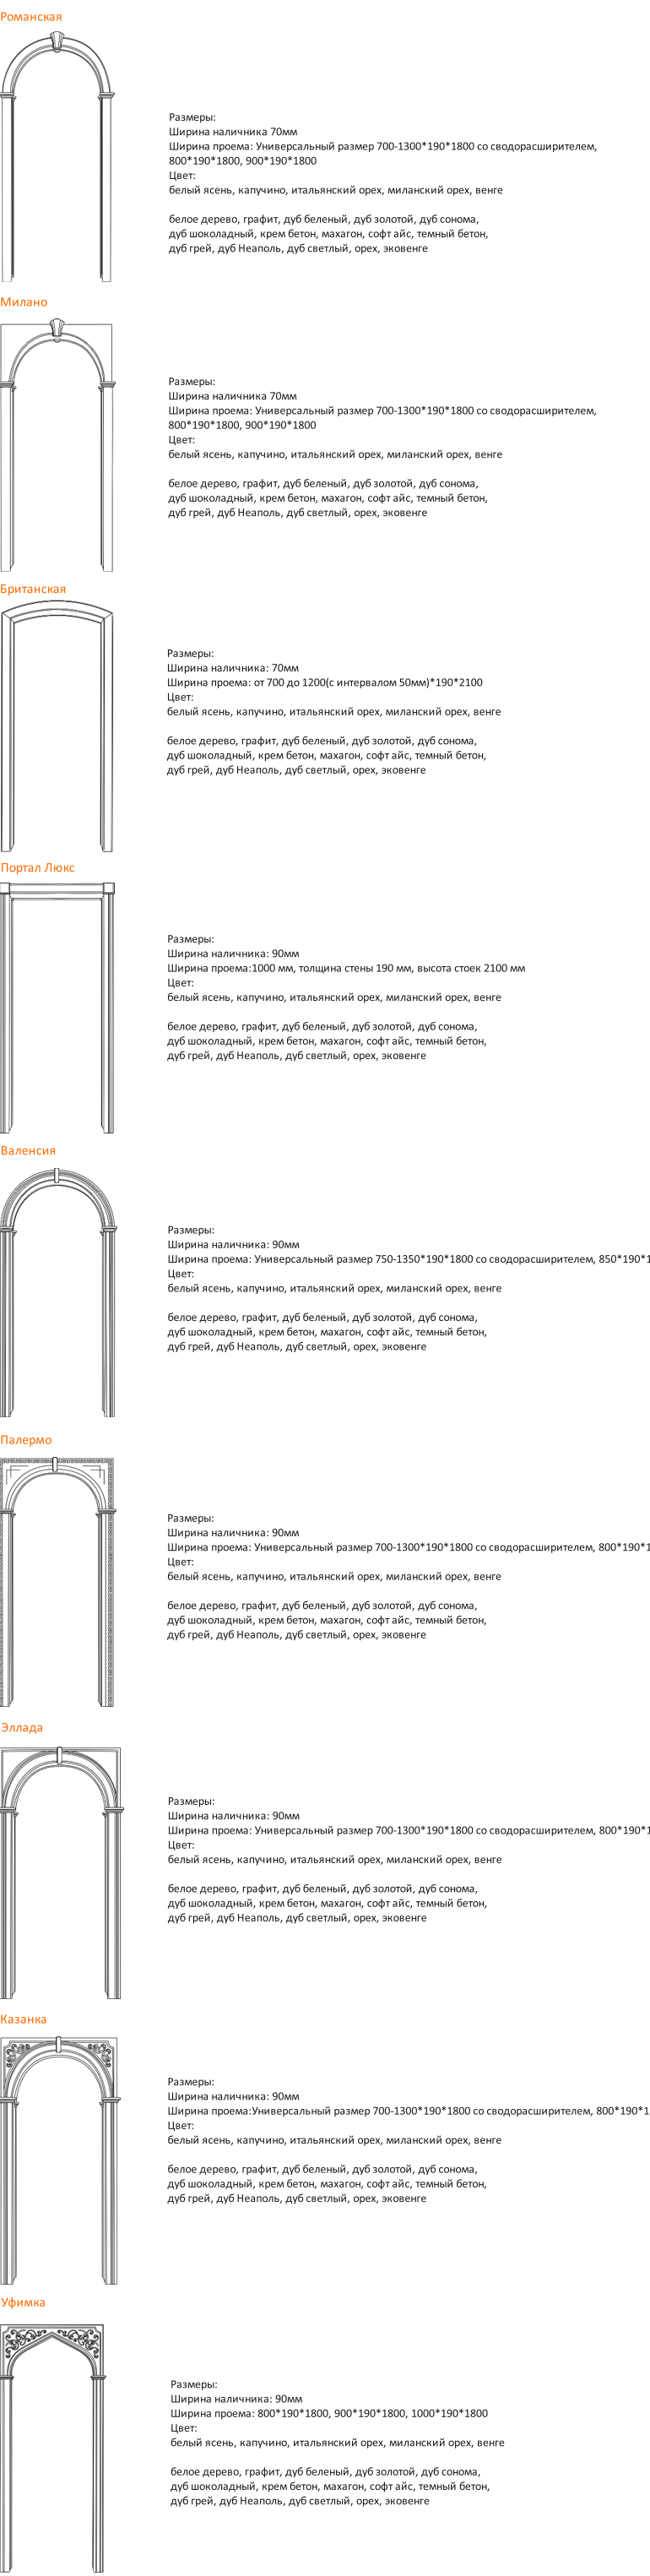 Романская
Размеры:
Ширина наличника 70мм
Ширина проема: Универсальный размер 700-1300*190*1800 со сводорасширителем,
800*190*1800, 900*190*1800
Цвет:
белый ясень, капучино, итальянский орех, миланский орех, венге
белое дерево, графит, дуб беленый, дуб золотой, дуб сонома,
дуб шоколадный, крем бетон, махагон, софт айс, темный бетон,
дуб грей, дуб Неаполь, дуб светлый, орех, эковенге
Милано
Размеры:
Ширина наличника 70мм
Ширина проема: Универсальный размер 700-1300*190*1800 со сводорасширителем,
800*190*1800, 900*190*1800
Цвет:
белый ясень, капучино, итальянский орех, миланский орех, венге
белое дерево, графит, дуб беленый, дуб золотой, дуб сонома,
дуб шоколадный, крем бетон, махагон, софт айс, темный бетон,
дуб грей, дуб Неаполь, дуб светлый, орех, эковенге
Британская
Размеры:
Ширина наличника: 70мм
Ширина проема: от 700 до 1200(с интервалом 50мм)*190*2100
Цвет:
белый ясень, капучино, итальянский орех, миланский орех, венге
белое дерево, графит, дуб беленый, дуб золотой, дуб сонома,
дуб шоколадный, крем бетон, махагон, софт айс, темный бетон,
дуб грей, дуб Неаполь, дуб светлый, орех, эковенге
Портал Люкс
Размеры:
Ширина наличника: 90мм
Ширина проема:1000 мм, толщина стены 190 мм, высота стоек 2100 мм
Цвет:
белый ясень, капучино, итальянский орех, миланский орех, венге
белое дерево, графит, дуб беленый, дуб золотой, дуб сонома,
дуб шоколадный, крем бетон, махагон, софт айс, темный бетон,
дуб грей, дуб Неаполь, дуб светлый, орех, эковенге
Валенсия
Размеры:
Ширина наличника: 90мм
Ширина проема: Универсальный размер 750-1350*190*1800 со сводорасширителем, 850*190*1
Цвет:
белый ясень, капучино, итальянский орех, миланский орех, венге
белое дерево, графит, дуб беленый, дуб золотой, дуб сонома,
дуб шоколадный, крем бетон, махагон, софт айс, темный бетон,
дуб грей, дуб Неаполь, дуб светлый, орех, эковенге
Палермо
Размеры:
Ширина наличника: 90мм
Ширина проема: Универсальный размер 700-1300*190*1800 со сводорасширителем, 800*190*1
Цвет:
белый ясень, капучино, итальянский орех, миланский орех, венге
белое дерево, графит, дуб беленый, дуб золотой, дуб сонома,
дуб шоколадный, крем бетон, махагон, софт айс, темный бетон,
дуб грей, дуб Неаполь, дуб светлый, орех, эковенге
Эллада
Размеры:
Ширина наличника: 90мм
Ширина проема: Универсальный размер 700-1300*190*1800 со сводорасширителем, 800*190*1
Цвет:
белый ясень, капучино, итальянский орех, миланский орех, венге
белое дерево, графит, дуб беленый, дуб золотой, дуб сонома,
дуб шоколадный, крем бетон, махагон, софт айс, темный бетон,
дуб грей, дуб Неаполь, дуб светлый, орех, эковенге
Казанка
Размеры:
Ширина наличника: 90мм
Ширина проема:Универсальный размер 700-1300*190*1800 со сводорасширителем, 800*190*1
Цвет:
белый ясень, капучино, итальянский орех, миланский орех, венге
белое дерево, графит, дуб беленый, дуб золотой, дуб сонома,
дуб шоколадный, крем бетон, махагон, софт айс, темный бетон,
дуб грей, дуб Неаполь, дуб светлый, орех, эковенге
Уфимка
Размеры:
Ширина наличника: 90мм
Ширина проема: 800*190*1800, 900*190*1800, 1000*190*1800
Цвет:
белый ясень, капучино, итальянский орех, миланский орех, венге
белое дерево, графит, дуб беленый, дуб золотой, дуб сонома,
дуб шоколадный, крем бетон, махагон, софт айс, темный бетон,
дуб грей, дуб Неаполь, дуб светлый, орех, эковенге